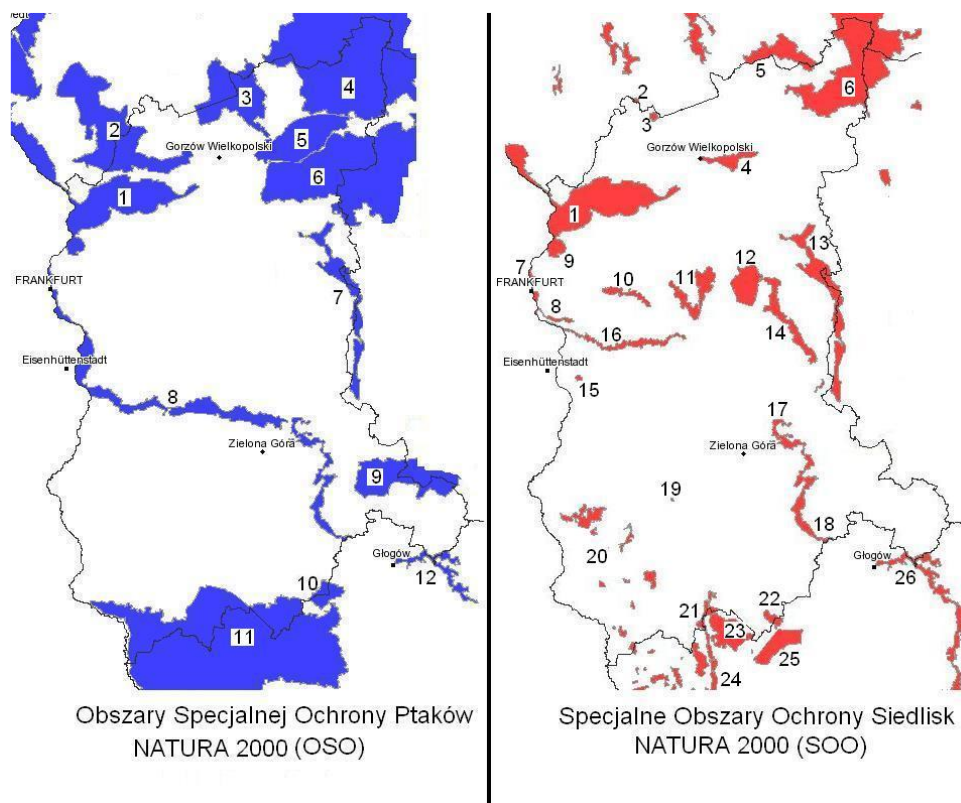 3
4
2
5
Gorzów Wielkopolski
6
1
7
FRANKFURT
Eisenhüttenstadt
8
Zielona Góra
9
Głogów
12
10
11
Obszary Specjalnej Ochrony Ptaków
NATURA 2000 (OSO)
5
6
2
3
Gorzów Wielkopolski
4
1
13
9
7
12
11
10
FRANKFURT
8
14
16
Eisenhüttenstadt
15
17
Zielona Góra
19
18
20
Głogów
26
21
22
23
25
24
Specjalne Obszary Ochrony Siedlisk
NATURA 2000 (SOO)